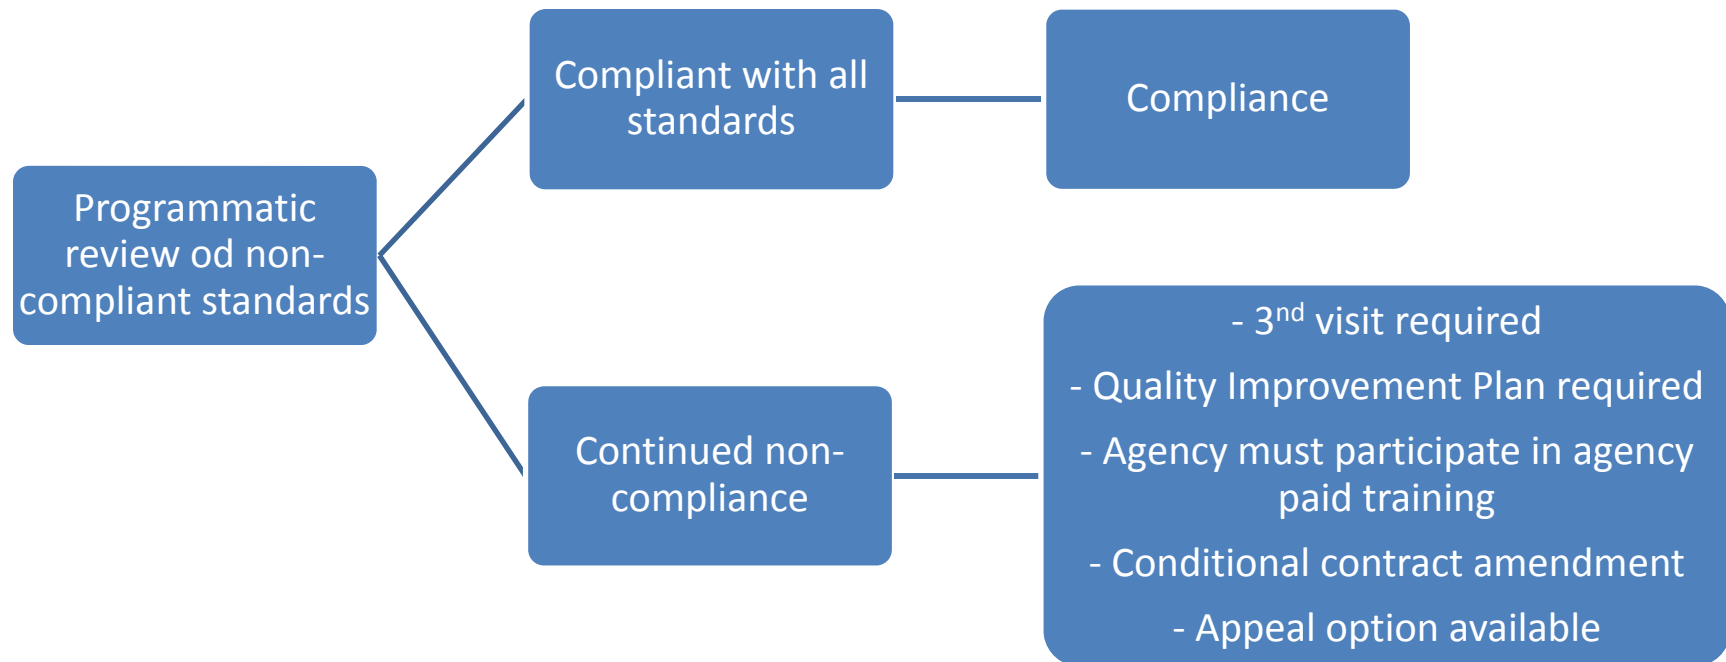 Compliant with all
standards
Compliance
Programmatic
review od non-
compliant standards
Continued non-
compliance
- 3nd visit required
- Quality Improvement Plan required
- Agency must participate in agency
paid training
- Conditional contract amendment
- Appeal option available